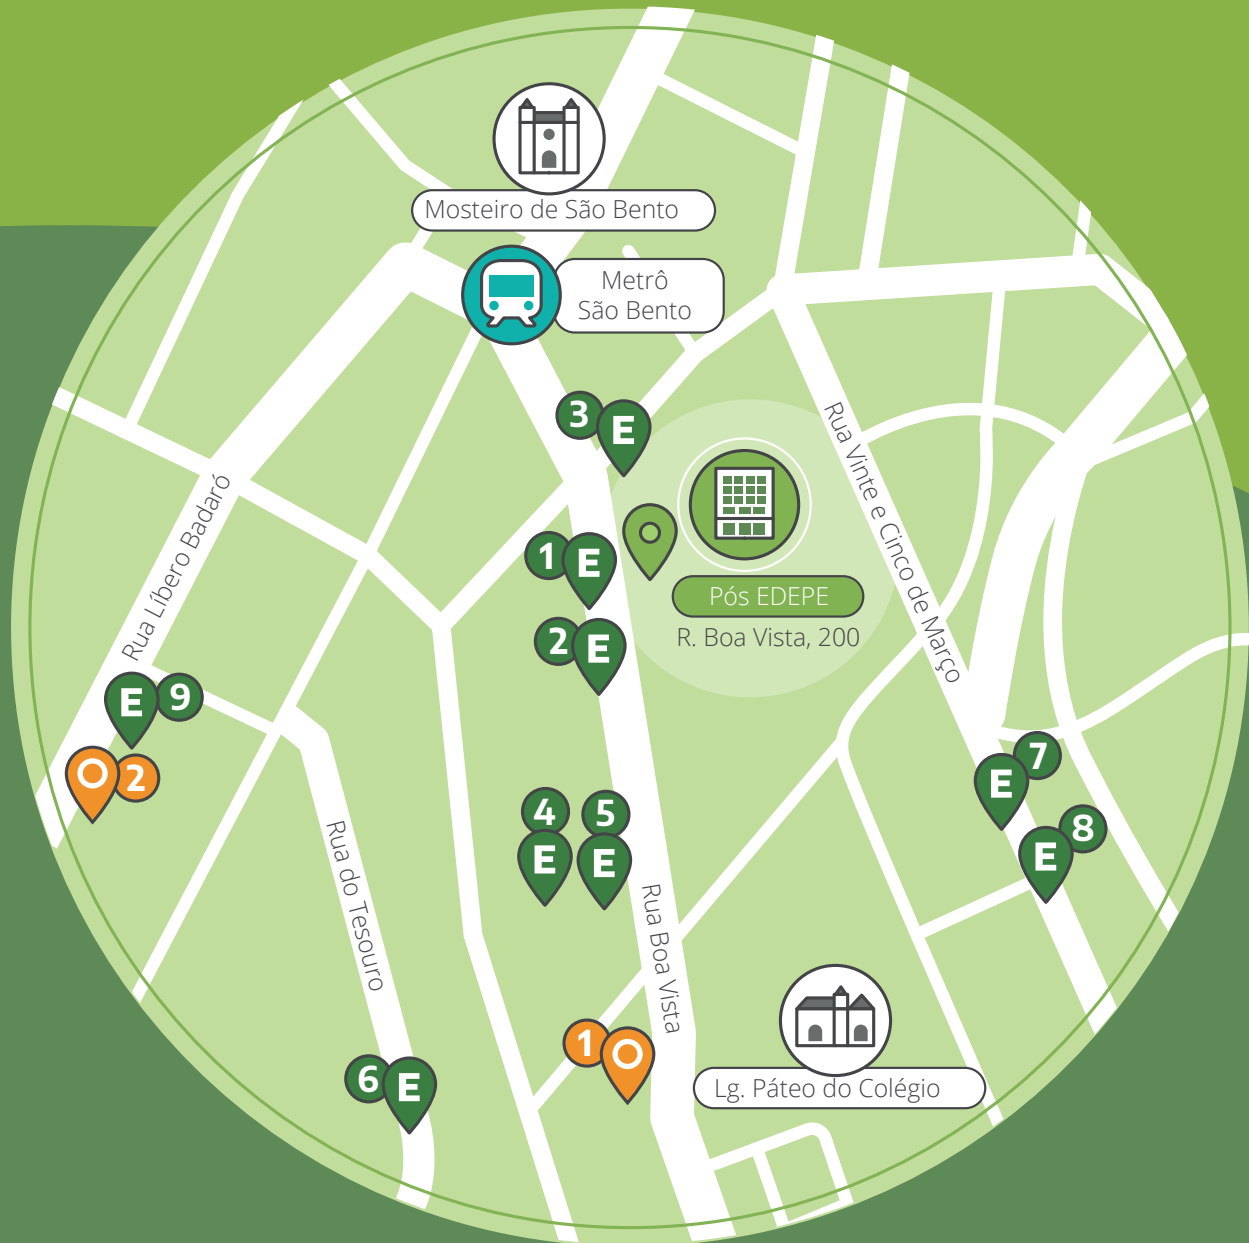 Mosteiro de São Bento
Metrô
São Bento
3
E
Rua Vinte e Cinco de Março
Rua Líbero Badaró
1
E
Pós EDEPE
R. Boa Vista, 200
2
E
E
9
2
7
E
8
E
4
5
E
E
Rua do Tesouro
Rua Boa Vista
1
6
E
Lg. Páteo do Colégio